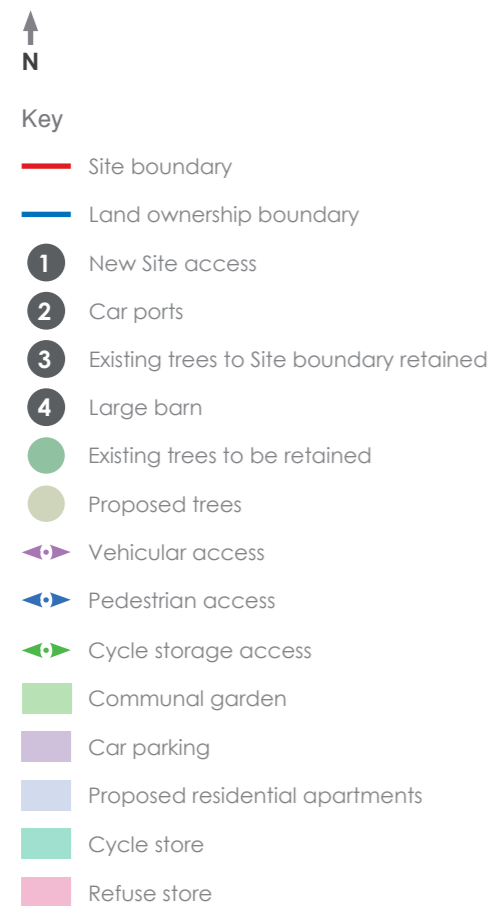 N
Key
Site boundary
Land ownership boundary
1 New Site access
2 Car ports
3 Existing trees to Site boundary retained
4 Large barn
Existing trees to be retained
Proposed trees
Vehicular access
Pedestrian access
Cycle storage access
Communal garden
Car parking
Proposed residential apartments
Cycle store
Refuse store